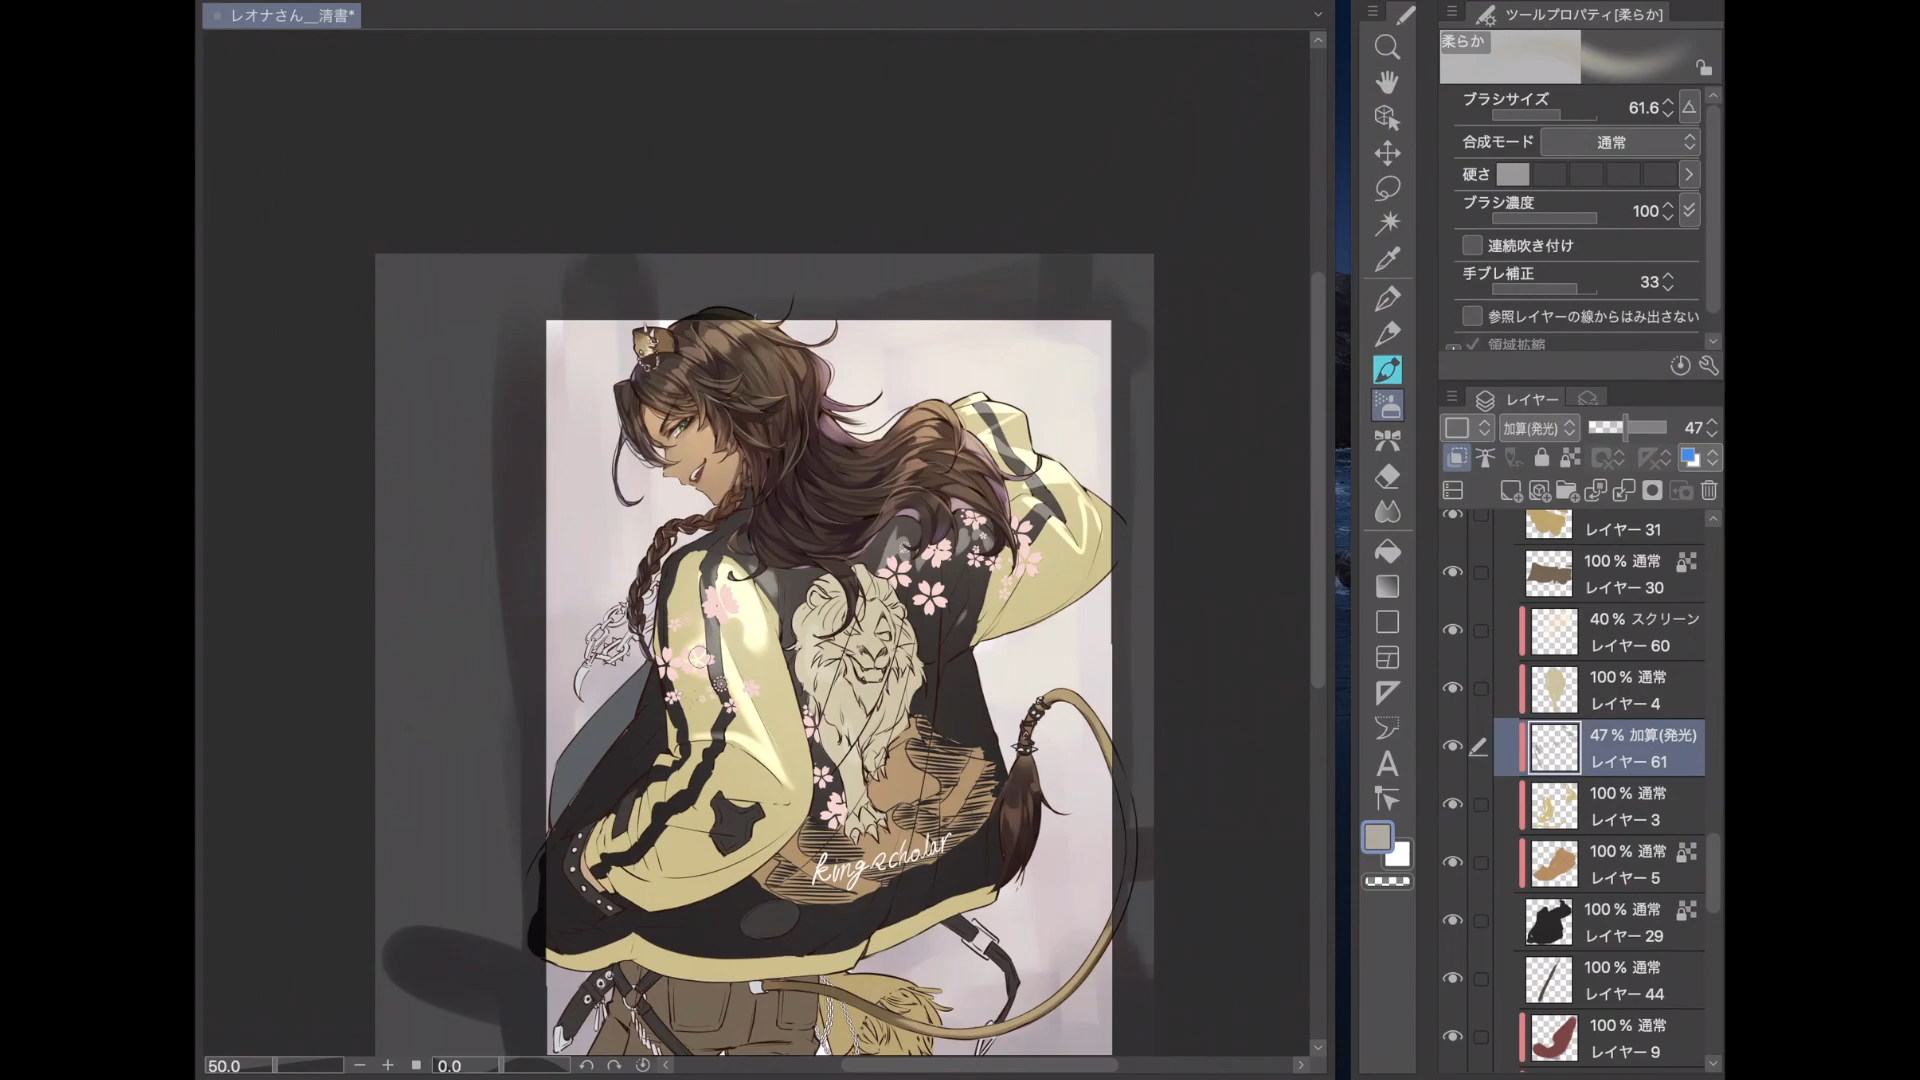 レオナさん__清書*
ツールプロパティ[柔らか]
柔らか
ブラシサイズ 61.6
合成モード 通常
硬さ
ブラシ濃度 100
連続吹き付け
手ブレ補正 33
参照レイヤーの線からはみ出さない
領域拡縮
レイヤー
加算(発光) 47
レイヤー 31
100 % 通常
レイヤー 30
40 % スクリーン
レイヤー 60
100 % 通常
レイヤー 4
47 % 加算(発光)
レイヤー 61
100 % 通常
レイヤー 3
100 % 通常
レイヤー 5
100 % 通常
レイヤー 29
100 % 通常
レイヤー 44
100 % 通常
レイヤー 9
kingscholar
50.0
0.0